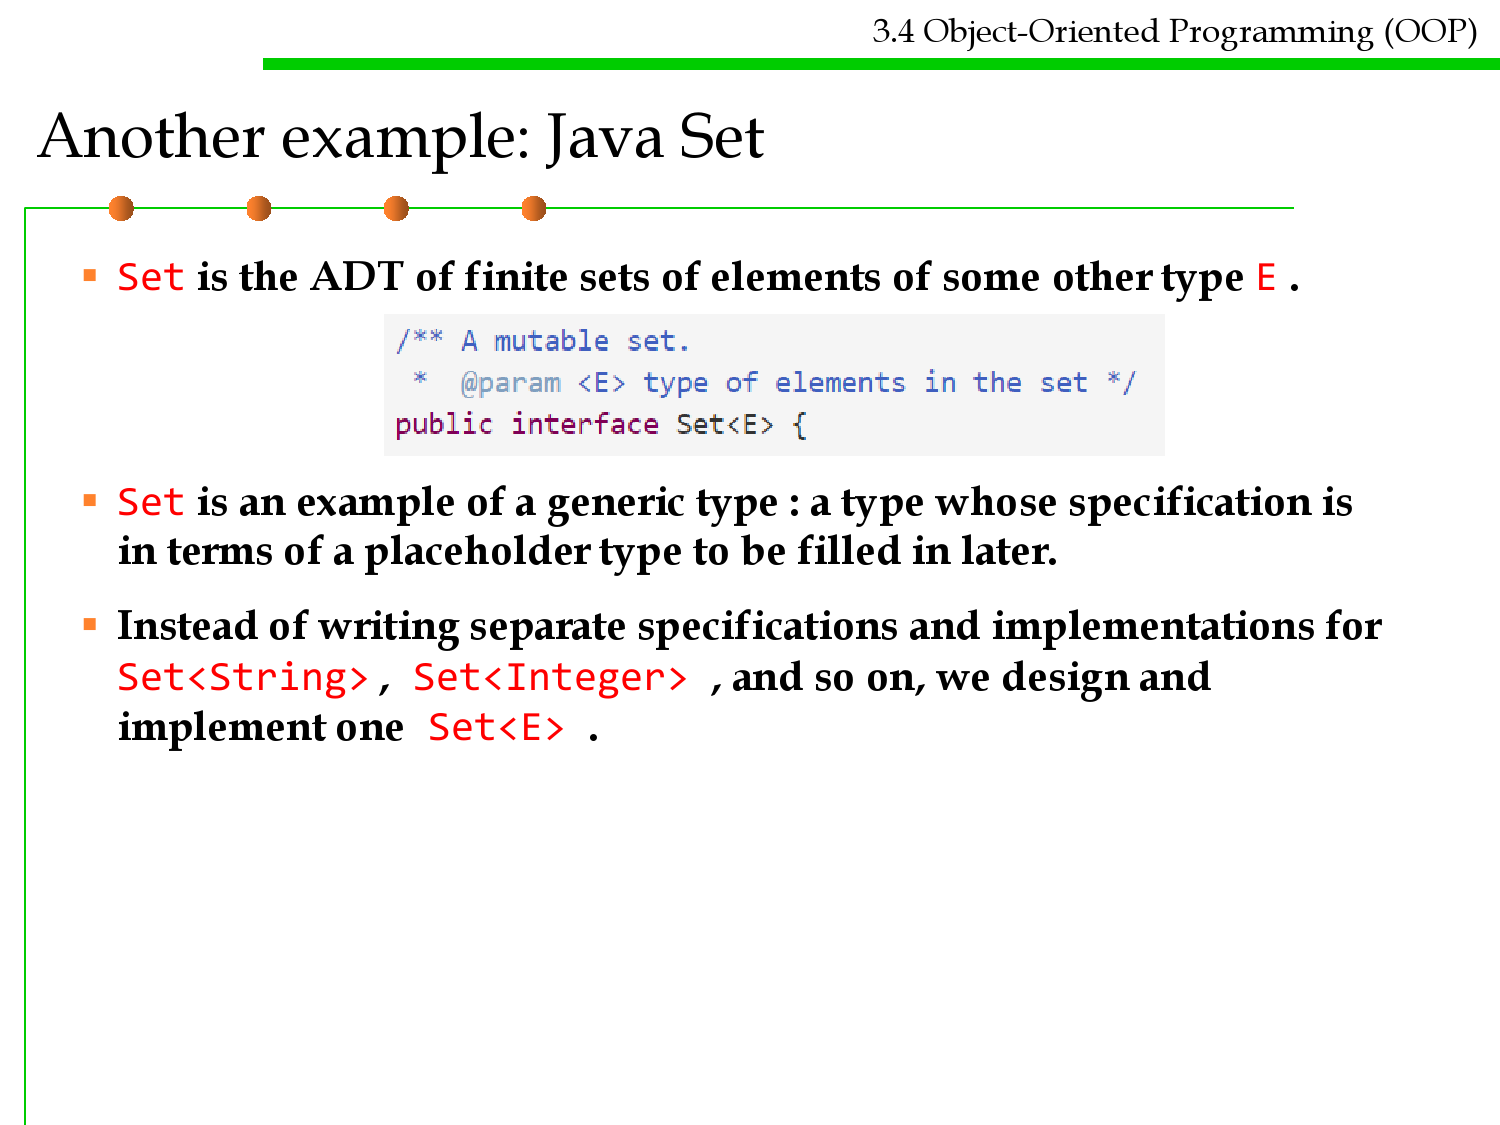 3.4 Object-Oriented Programming (OOP)
Another example: Java Set
▪ Set is the ADT of finite sets of elements of some other type E .
/** A mutable set.
 *  @param <E> type of elements in the set */
public interface Set<E> {
▪ Set is an example of a generic type : a type whose specification is
in terms of a placeholder type to be filled in later.
▪ Instead of writing separate specifications and implementations for
Set<String> , Set<Integer> , and so on, we design and
implement one Set<E> .